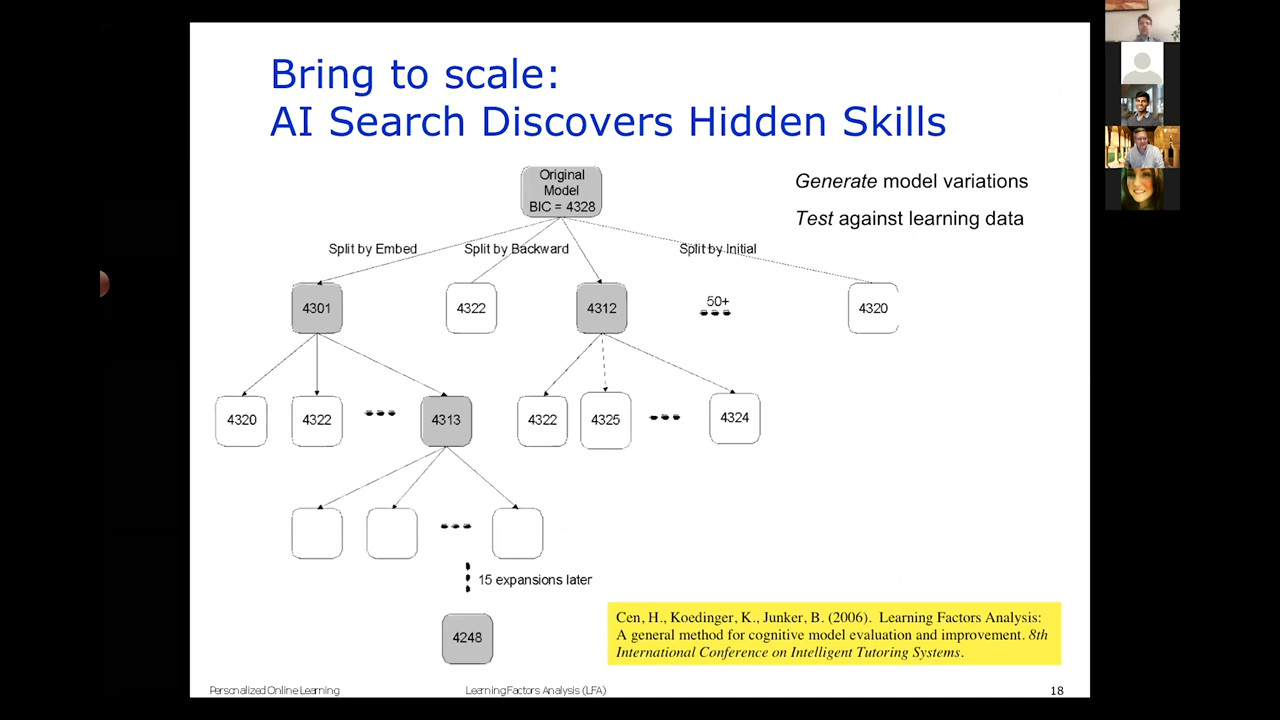 Bring to scale:
AI Search Discovers Hidden Skills
Original
Model
BIC = 4328
Generate model variations
Test against learning data
Split by Embed
Split by Backward
Split by Initial
4301
4322
4312
50+
4320
4320
4322
4313
4322
4325
4324
15 expansions later
4248
Cen, H., Koedinger, K., Junker, B. (2006). Learning Factors Analysis:
A general method for cognitive model evaluation and improvement. 8th
International Conference on Intelligent Tutoring Systems.
Personalized Online Learning
Learning Factors Analysis (LFA)
18